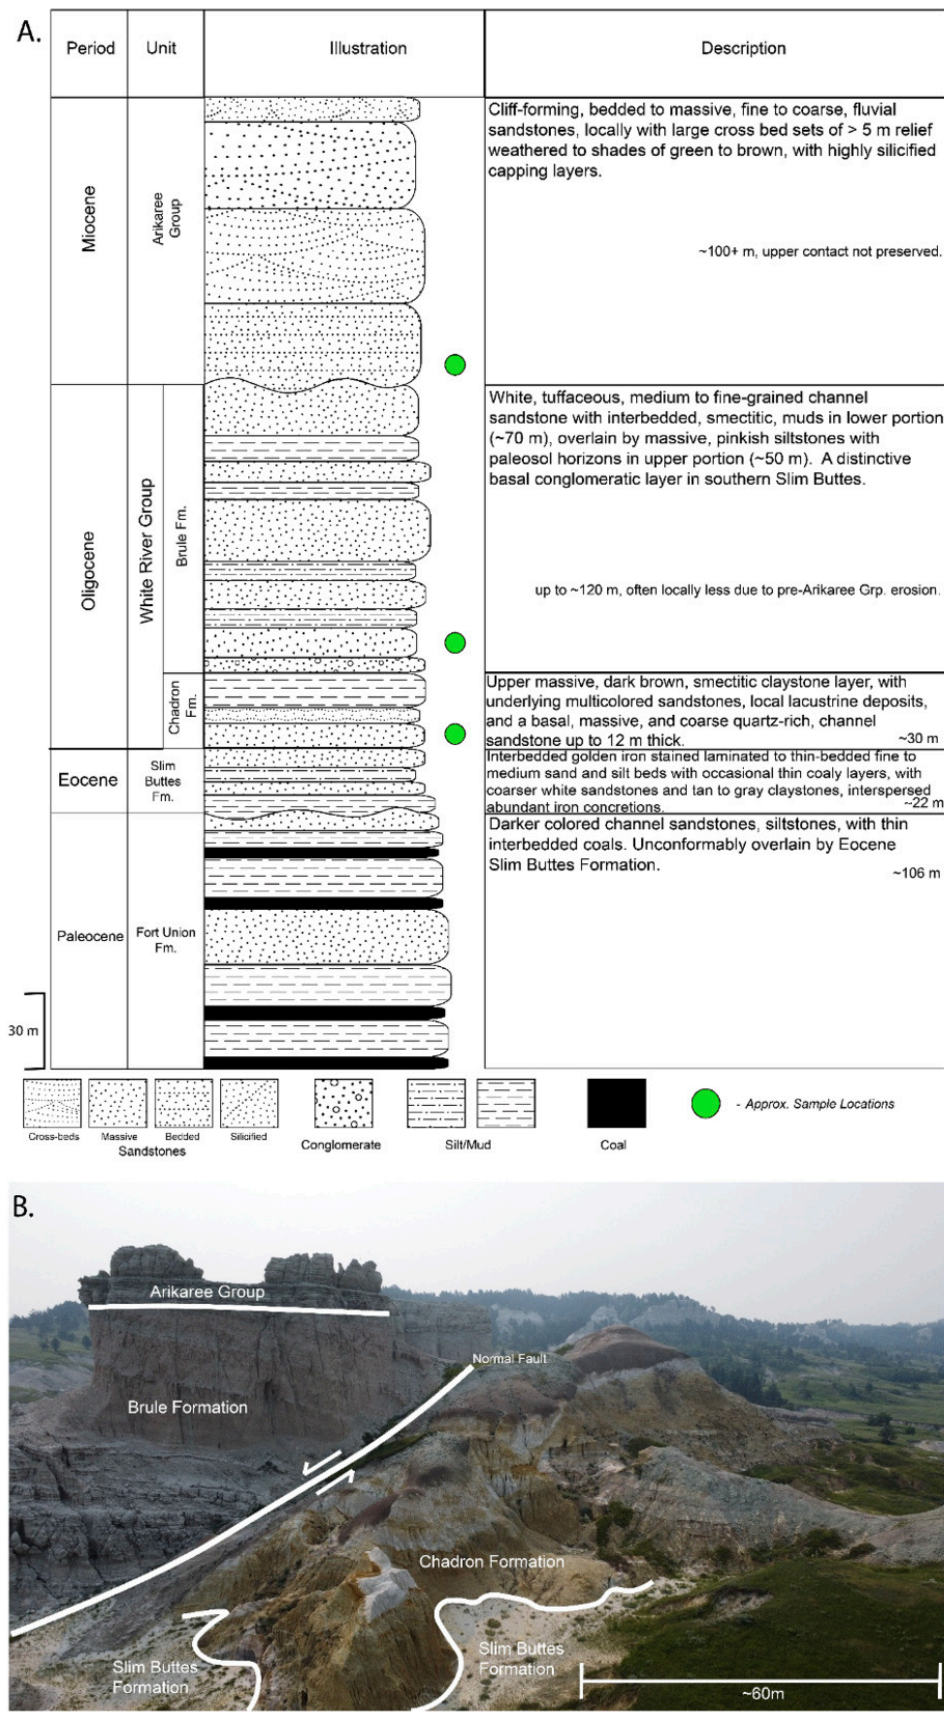 A.
Period
Unit
Illustration
Description
Miocene
Arikaree
Group
Cliff-forming, bedded to massive, fine to coarse, fluvial
sandstones, locally with large cross bed sets of > 5 m relief
weathered to shades of green to brown, with highly silicified
capping layers.
~100+ m, upper contact not preserved.
Oligocene
White River Group
Brule Fm.
White, tuffaceous, medium to fine-grained channel
sandstone with interbedded, smectitic, muds in lower portion
(~70 m), overlain by massive, pinkish siltstones with
paleosol horizons in upper portion (~50 m). A distinctive
basal conglomeratic layer in southern Slim Buttes.
up to ~120 m, often locally less due to pre-Arikaree Grp. erosion.
Chadron
Fm.
Upper massive, dark brown, smectitic claystone layer, with
underlying multicolored sandstones, local lacustrine deposits,
and a basal, massive, and coarse quartz-rich, channel
sandstone up to 12 m thick.
~30 m
Eocene
Slim
Buttes
Fm.
Interbedded golden iron stained laminated to thin-bedded fine to
medium sand and silt beds with occasional thin coaly layers, with
coarser white sandstones and tan to gray claystones, interspersed
abundant iron concretions.
~22 m
Paleocene
Fort Union
Fm.
Darker colored channel sandstones, siltstones, with thin
interbedded coals. Unconformably overlain by Eocene
Slim Buttes Formation.
~106 m
30 m
Cross-beds
Massive
Bedded
Silicified
Sandstones
Conglomerate
Silt/Mud
Coal
- Approx. Sample Locations
B.
Arikaree Group
Normal Fault
Brule Formation
Chadron Formation
Slim Buttes
Formation
Slim Buttes
Formation
~60m